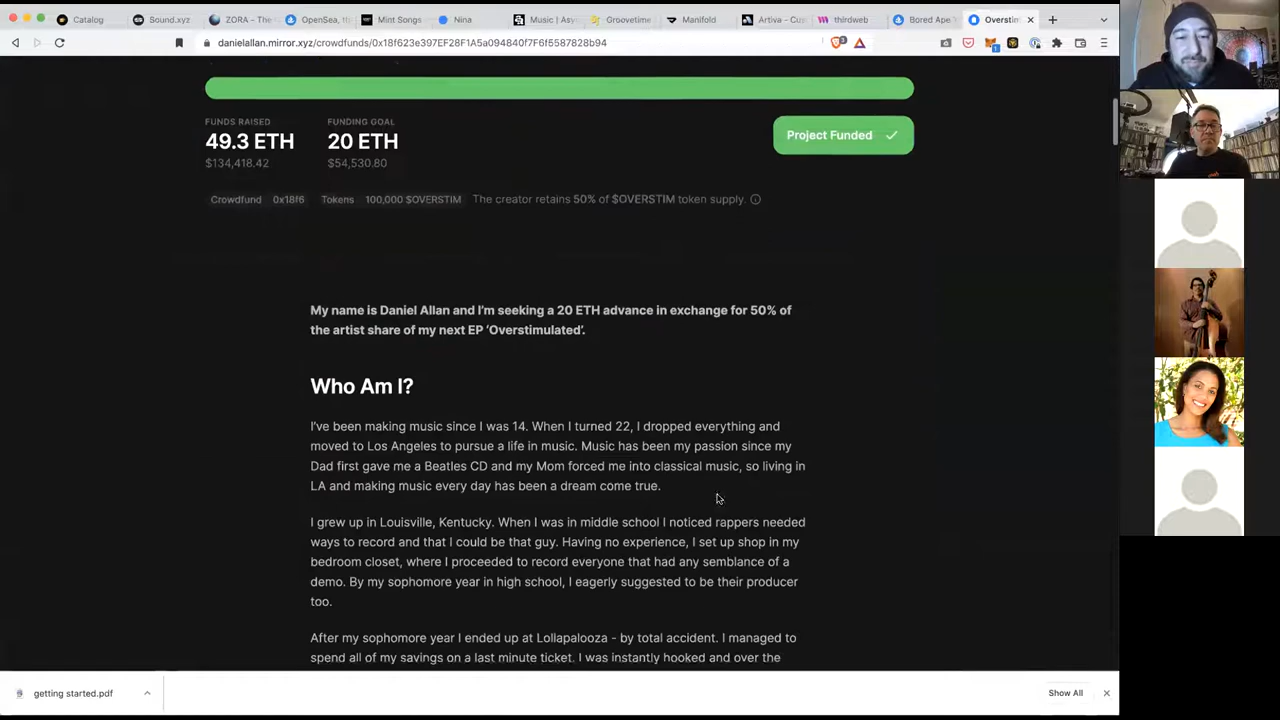 Catalog
Sound.xyz
ZORA - The
OpenSea, th
Mint Songs
Nina
Music | Asy
Groovetime
Manifold
Artiva - Cus
thirdweb
Bored Ape
Overstim
danielallan.mirror.xyz/crowdfunds/0x18f623e397EF28F1A5a094840f7F6f5587828b94
FUNDS RAISED
FUNDING GOAL
49.3 ETH
20 ETH
Project Funded
$134,418.42
$54,530.80
Crowdfund 0x18f6 Tokens 100,000 $OVERSTIM The creator retains 50% of $OVERSTIM token supply.
My name is Daniel Allan and I'm seeking a 20 ETH advance in exchange for 50% of
the artist share of my next EP 'Overstimulated'.
Who Am I?
I've been making music since I was 14. When I turned 22, I dropped everything and
moved to Los Angeles to pursue a life in music. Music has been my passion since my
Dad first gave me a Beatles CD and my Mom forced me into classical music, so living in
LA and making music every day has been a dream come true.
I grew up in Louisville, Kentucky. When I was in middle school I noticed rappers needed
ways to record and that I could be that guy. Having no experience, I set up shop in my
bedroom closet, where I proceeded to record everyone that had any semblance of a
demo. By my sophomore year in high school, I eagerly suggested to be their producer
too.
After my sophomore year I ended up at Lollapalooza - by total accident. I managed to
spend all of my savings on a last minute ticket. I was instantly hooked and over the
getting started.pdf
Show All